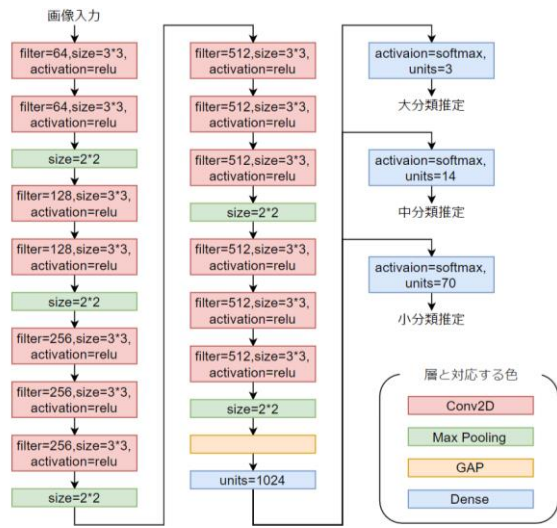 画像入力
filter=64,size=3*3,
activation=relu
filter=64,size=3*3,
activation=relu
size=2*2
filter=128,size=3*3,
activation=relu
filter=128,size=3*3,
activation=relu
size=2*2
filter=256,size=3*3,
activation=relu
filter=256,size=3*3,
activation=relu
filter=256,size=3*3,
activation=relu
size=2*2
filter=512,size=3*3,
activation=relu
filter=512,size=3*3,
activation=relu
filter=512,size=3*3,
activation=relu
size=2*2
filter=512,size=3*3,
activation=relu
filter=512,size=3*3,
activation=relu
filter=512,size=3*3,
activation=relu
size=2*2
units=1024
activaion=softmax,
units=3
大分類推定
activaion=softmax,
units=14
中分類推定
activaion=softmax,
units=70
小分類推定
層と対応する色
Conv2D
Max Pooling
GAP
Dense